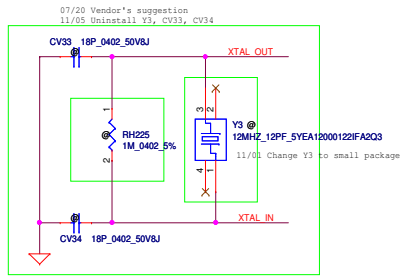 07/20 Vendor's suggestion
11/05 Uninstall Y3, CV33, CV34
CV33 18P_0402_50V8J
@
XTAL_OUT
1
@ RH225
1M_0402_5%
2
3 2
Y3 @
12MHZ_12PF_5YEA12000122IFA2Q3
11/01 Change Y3 to small package
4 1
XTAL_IN
@
CV34 18P_0402_50V8J